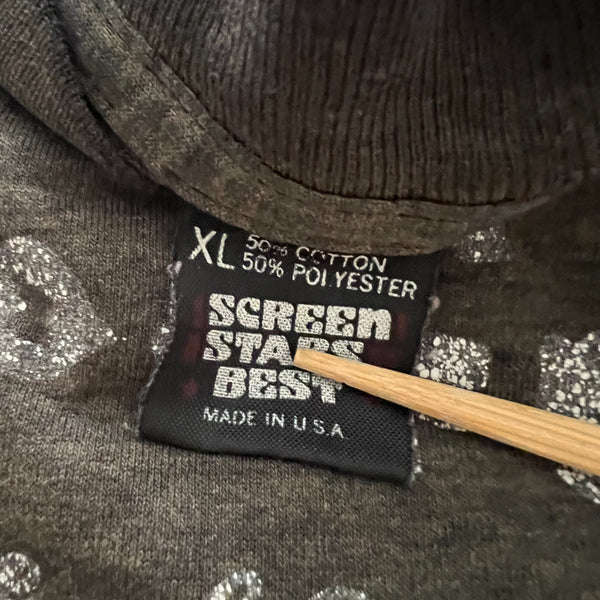 XL 50% COTTON
50% POLYESTER
SCREEN
STARS
BEST
MADE IN U.S.A.